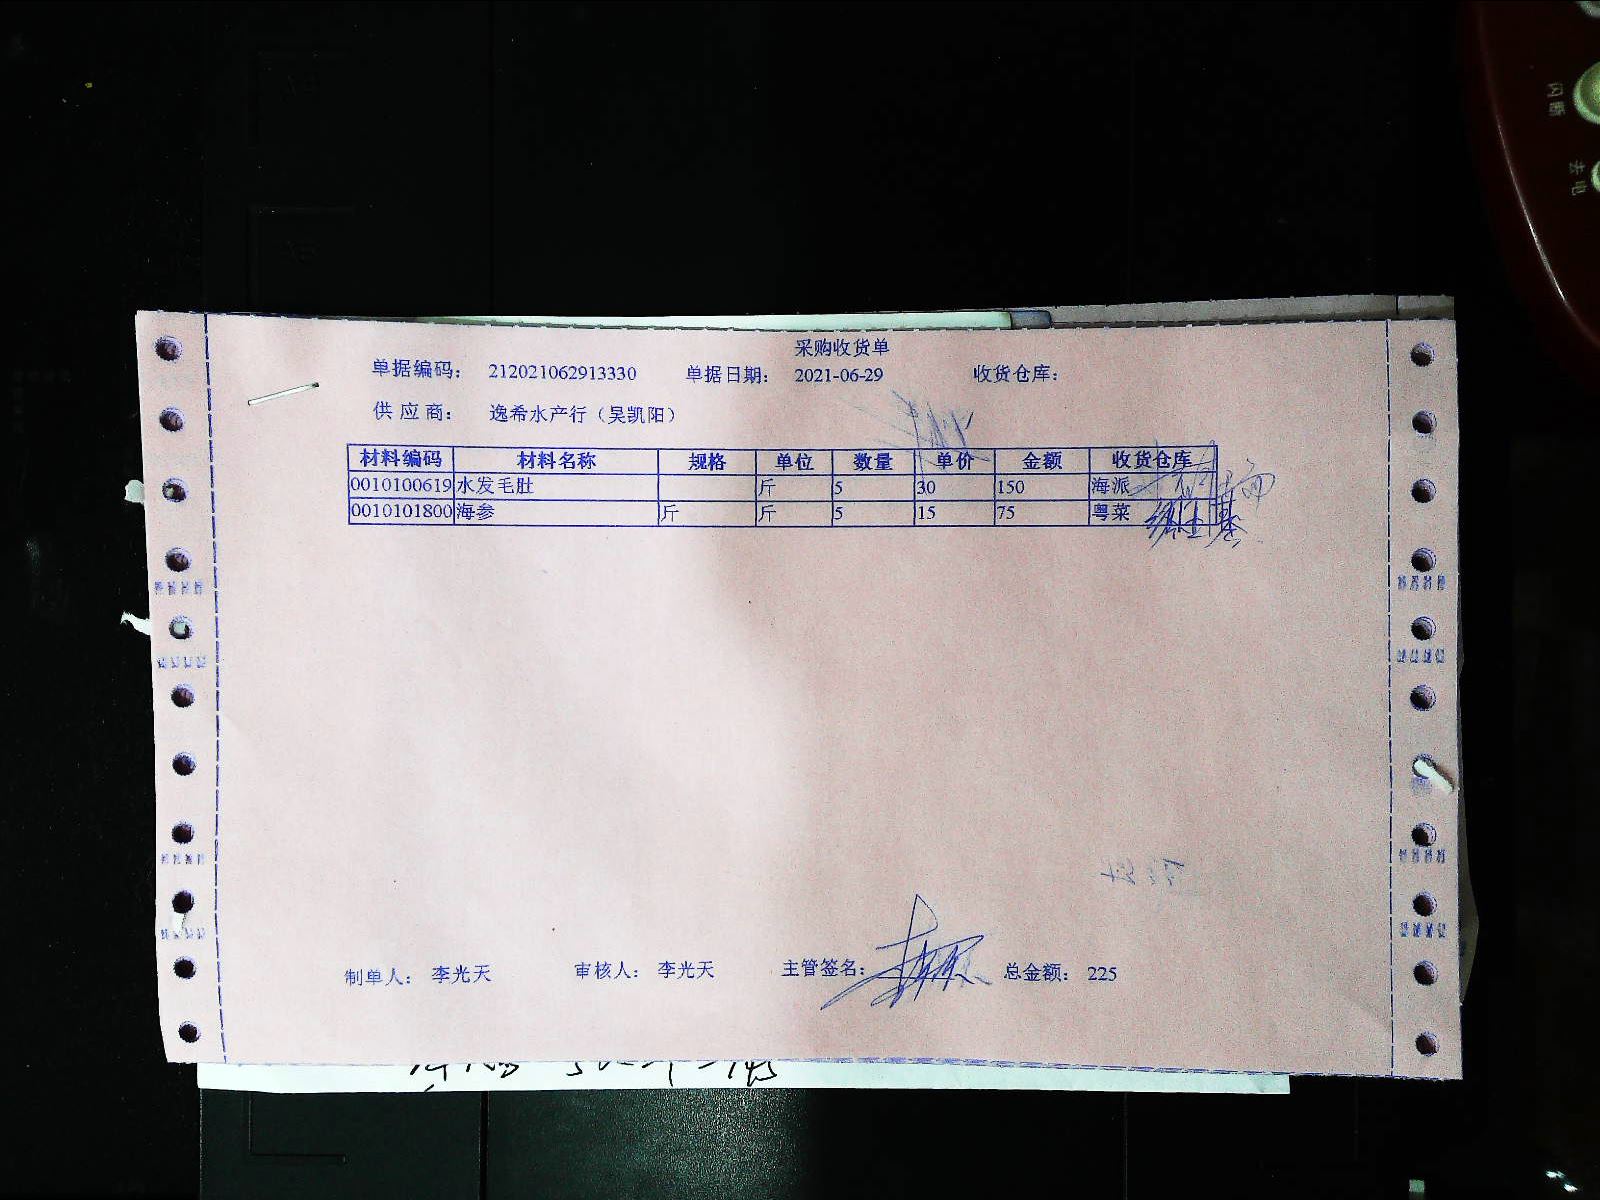 采购收货单
单据编码： 212021062913330 单据日期： 2021-06-29 收货仓库：
供 应 商： 逸希水产行（吴凯阳）
材料编码 材料名称 规格 单位 数量 单价 金额 收货仓库
0010100619 水发毛肚 斤 5 30 150 海派
0010101800 海参 斤 斤 5 15 75 粤菜
制单人： 李光天 审核人： 李光天 主管签名： 总金额： 225
闪断
去电